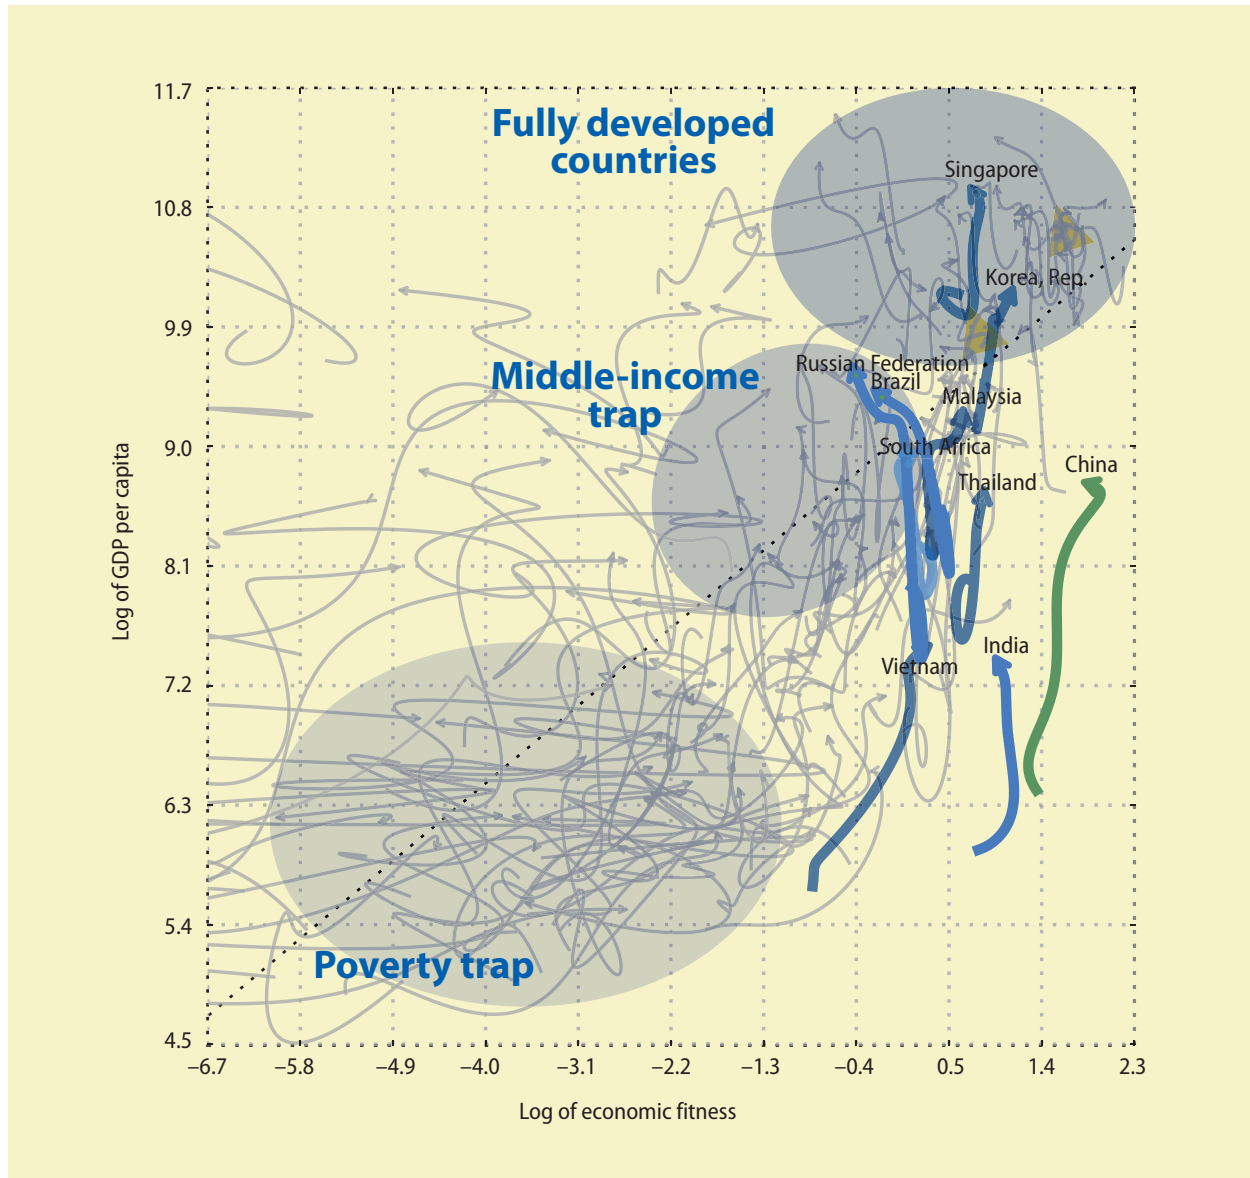 11.7
10.8
9.9
9.0
8.1
7.2
6.3
5.4
4.5
Log of GDP per capita
Fully developed
countries
Singapore
Korea, Rep.
Middle-income
trap
Russian Federation
Brazil
Malaysia
South Africa
China
Thailand
India
Vietnam
Poverty trap
−6.7 −5.8 −4.9 −4.0 −3.1 −2.2 −1.3 −0.4 0.5 1.4 2.3
Log of economic fitness